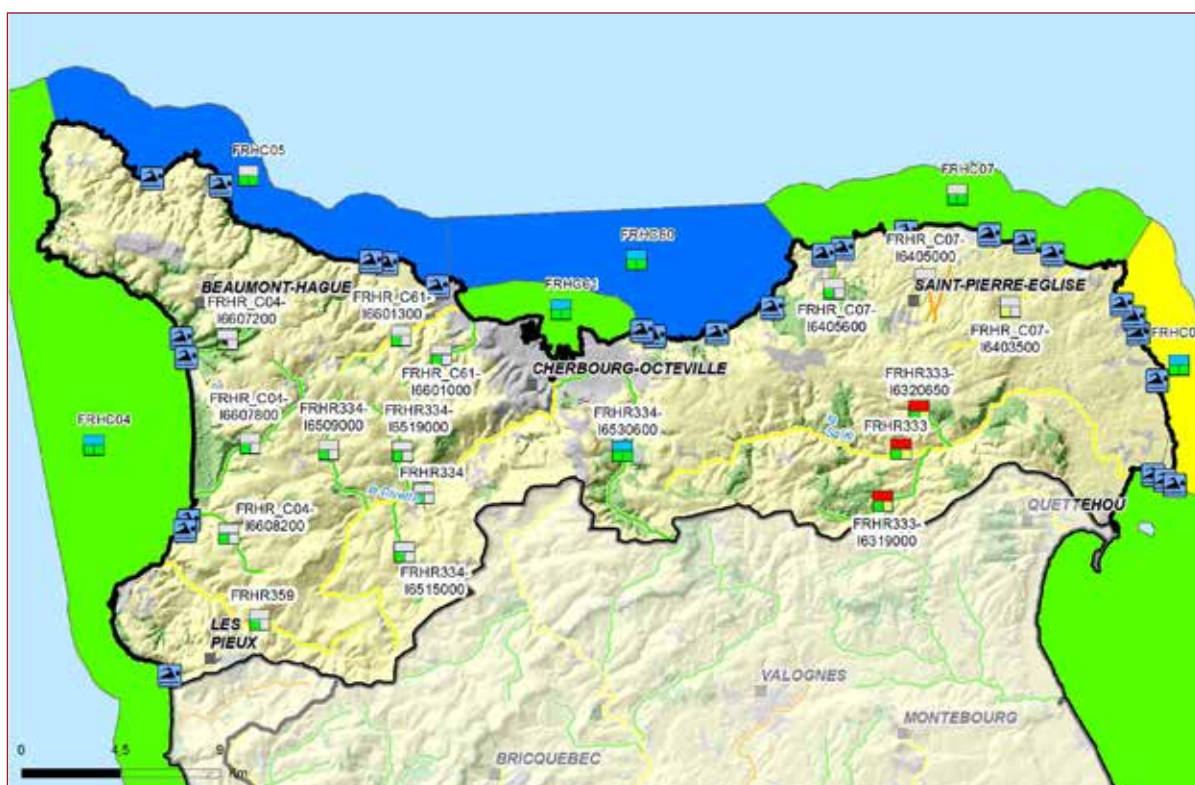 FRHC05
FRHC07
FRHC60
FRHR_C07-
I6405000
BEAUMONT-HAGUE
FRHR_C04-
I6607200
FRHR_C61-
I6601300
FRHC61
SAINT-PIERRE-EGLISE
FRHR_C07-
I6405600
FRHR_C07-
I6403500
FRHR_C61-
I6601000
CHERBOURG-OCTEVILLE
FRHC04
FRHR_C04-
I6607800
FRHR334-
I6509000
FRHR334-
I6519000
FRHR334-
I6530600
FRHR333-
I6320650
FRHR333
FRHR334
FRHR_C04-
I6608200
FRHR334-
I6515000
FRHR333-
I6319000
QUETTEHOU
FRHR359
LES
PIEUX
VALOGNES
MONTEBOURG
BRICQUEBEC
0 4,5 9
Km